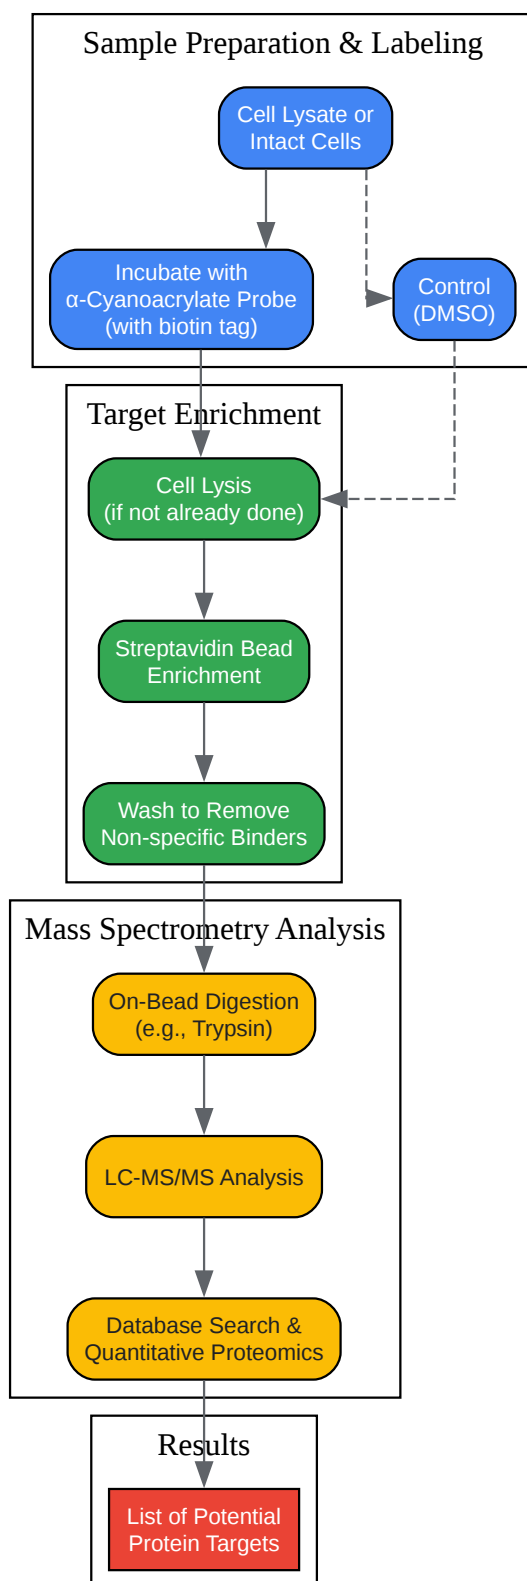 Sample Preparation & Labeling
Cell Lysate or
Intact Cells
Incubate with
α-Cyanoacrylate Probe
(with biotin tag)
Control
(DMSO)
Target Enrichment
Cell Lysis
(if not already done)
Streptavidin Bead
Enrichment
Wash to Remove
Non-specific Binders
Mass Spectrometry Analysis
On-Bead Digestion
(e.g., Trypsin)
LC-MS/MS Analysis
Database Search &
Quantitative Proteomics
Results
List of Potential
Protein Targets